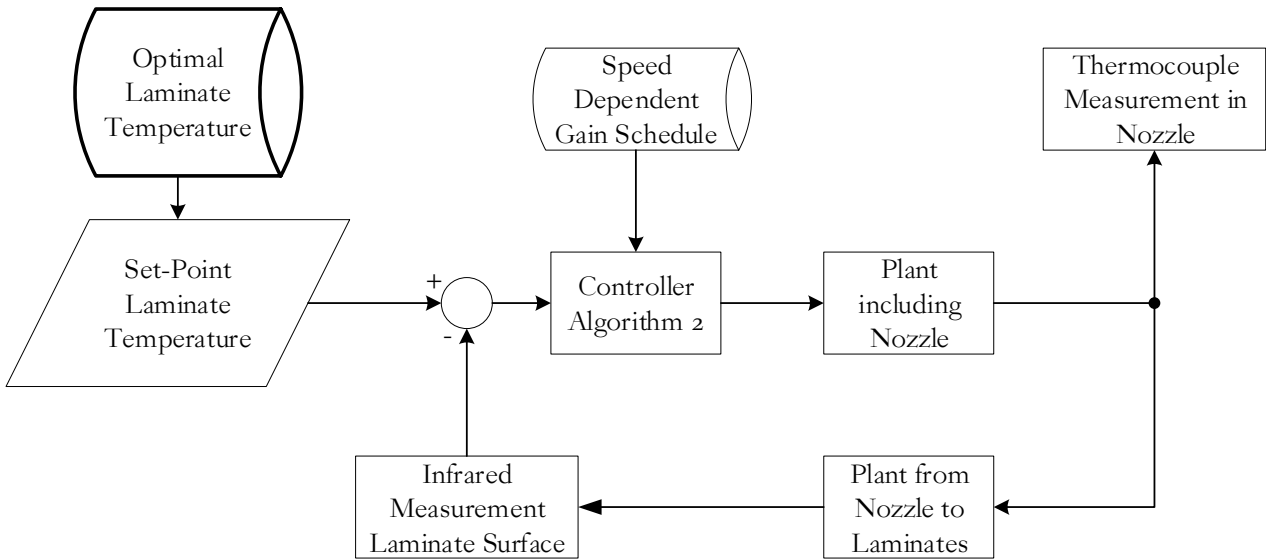 Optimal
Laminate
Temperature
Speed
Dependent
Gain Schedule
Thermocouple
Measurement in
Nozzle
Set-Point
Laminate
Temperature
+
-
Controller
Algorithm 2
Plant
including
Nozzle
Infrared
Measurement
Laminate Surface
Plant from
Nozzle to
Laminates